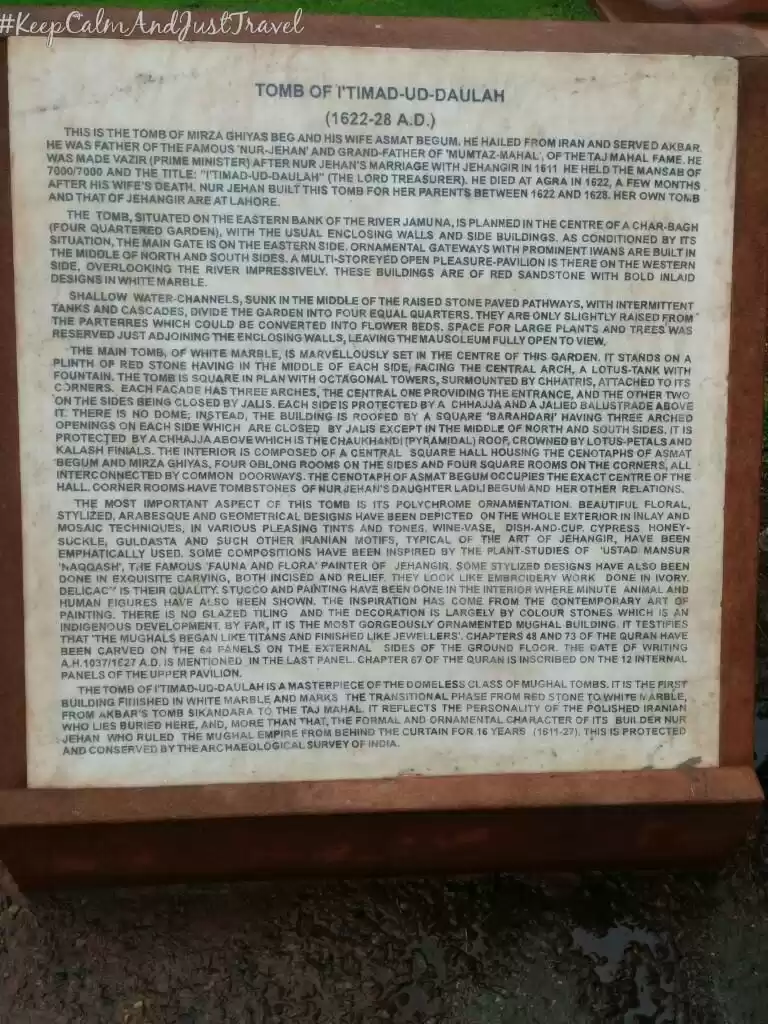 #KeepCalmAndJustTravel
TOMB OF I'TIMAD-UD-DAULAH
(1622-28 A.D.)
THIS IS THE TOMB OF MIRZA GHIYAS BEG AND HIS WIFE ASMAT BEGUM. HE HAILED FROM IRAN AND SERVED AKBAR.
HE WAS FATHER OF THE FAMOUS 'NUR-JEHAN' AND GRAND-FATHER OF 'MUMTAZ-MAHAL', OF THE TAJ MAHAL FAME. HE
WAS MADE VAZIR (PRIME MINISTER) AFTER NUR JEHAN'S MARRIAGE WITH JEHANGIR IN 1611 HE HELD THE MANSAB OF
7000/7000 AND THE TITLE: "I'TIMAD-UD-DAULAH" (THE LORD TREASURER). HE DIED AT AGRA IN 1622, A FEW MONTHS
AFTER HIS WIFE'S DEATH. NUR JEHAN BUILT THIS TOMB FOR HER PARENTS BETWEEN 1622 AND 1628. HER OWN TOMB
AND THAT OF JEHANGIR ARE AT LAHORE.
THE TOMB, SITUATED ON THE EASTERN BANK OF THE RIVER JAMUNA, IS PLANNED IN THE CENTRE OF A CHAR-BAGH
(FOUR QUARTERED GARDEN), WITH THE USUAL ENCLOSING WALLS AND SIDE BUILDINGS. AS CONDITIONED BY ITS
SITUATION, THE MAIN GATE IS ON THE EASTERN SIDE. ORNAMENTAL GATEWAYS WITH PROMINENT IWANS ARE BUILT IN
THE MIDDLE OF NORTH AND SOUTH SIDES. A MULTI-STOREYED OPEN PLEASURE-PAVILION IS THERE ON THE WESTERN
SIDE, OVERLOOKING THE RIVER IMPRESSIVELY. THESE BUILDINGS ARE OF RED SANDSTONE WITH BOLD INLAID
DESIGNS IN WHITE MARBLE.
SHALLOW WATER-CHANNELS, SUNK IN THE MIDDLE OF THE RAISED STONE PAVED PATHWAYS, WITH INTERMITTENT
TANKS AND CASCADES, DIVIDE THE GARDEN INTO FOUR EQUAL QUARTERS. THEY ARE ONLY SLIGHTLY RAISED FROM
THE PARTERRES WHICH COULD BE CONVERTED INTO FLOWER BEDS. SPACE FOR LARGE PLANTS AND TREES WAS
RESERVED JUST ADJOINING THE ENCLOSING WALLS, LEAVING THE MAUSOLEUM FULLY OPEN TO VIEW.
THE MAIN TOMB, OF WHITE MARBLE, IS MARVELLOUSLY SET IN THE CENTRE OF THIS GARDEN. IT STANDS ON A
PLINTH OF RED STONE HAVING IN THE MIDDLE OF EACH SIDE, FACING THE CENTRAL ARCH, A LOTUS-TANK WITH
FOUNTAIN. THE TOMB IS SQUARE IN PLAN WITH OCTAGONAL TOWERS, SURMOUNTED BY CHHATRIS, ATTACHED TO ITS
CORNERS. EACH FACADE HAS THREE ARCHES, THE CENTRAL ONE PROVIDING THE ENTRANCE, AND THE OTHER TWO
ON THE SIDES BEING CLOSED BY JALIS. EACH SIDE IS PROTECTED BY A CHHAJJA AND A JALIED BALUSTRADE ABOVE
IT. THERE IS NO DOME; INSTEAD, THE BUILDING IS ROOFED BY A SQUARE 'BARAHDARI' HAVING THREE ARCHED
OPENINGS ON EACH SIDE WHICH ARE CLOSED BY JALIS EXCEPT IN THE MIDDLE OF NORTH AND SOUTH SIDES. IT IS
PROTECTED BY A CHHAJJA ABOVE WHICH IS THE CHAUKHANDI (PYRAMIDAL) ROOF, CROWNED BY LOTUS-PETALS AND
KALASH FINIALS. THE INTERIOR IS COMPOSED OF A CENTRAL SQUARE HALL HOUSING THE CENOTAPHS OF ASMAT
BEGUM AND MIRZA GHIYAS, FOUR OBLONG ROOMS ON THE SIDES AND FOUR SQUARE ROOMS ON THE CORNERS, ALL
INTERCONNECTED BY COMMON DOORWAYS. THE CENOTAPH OF ASMAT BEGUM OCCUPIES THE EXACT CENTRE OF THE
HALL. CORNER ROOMS HAVE TOMBSTONES OF NUR JEHAN'S DAUGHTER LADLI BEGUM AND HER OTHER RELATIONS.
THE MOST IMPORTANT ASPECT OF THIS TOMB IS ITS POLYCHROME ORNAMENTATION. BEAUTIFUL FLORAL,
STYLIZED, ARABESQUE AND GEOMETRICAL DESIGNS HAVE BEEN DEPICTED ON THE WHOLE EXTERIOR IN INLAY AND
MOSAIC TECHNIQUES, IN VARIOUS PLEASING TINTS AND TONES. WINE-VASE, DISH-AND-CUP, CYPRESS HONEY-
SUCKLE, GULDASTA AND SUCH OTHER IRANIAN MOTIFS, TYPICAL OF THE ART OF JEHANGIR, HAVE BEEN
EMPHATICALLY USED. SOME COMPOSITIONS HAVE BEEN INSPIRED BY THE PLANT-STUDIES OF 'USTAD MANSUR
'NAQQASH', THE FAMOUS 'FAUNA AND FLORA' PAINTER OF JEHANGIR. SOME STYLIZED DESIGNS HAVE ALSO BEEN
DONE IN EXQUISITE CARVING, BOTH INCISED AND RELIEF. THEY LOOK LIKE EMBROIDERY WORK DONE IN IVORY.
DELICACY IS THEIR QUALITY. STUCCO AND PAINTING HAVE BEEN DONE IN THE INTERIOR WHERE MINUTE ANIMAL AND
HUMAN FIGURES HAVE ALSO BEEN SHOWN. THE INSPIRATION HAS COME FROM THE CONTEMPORARY ART OF
PAINTING. THERE IS NO GLAZED TILING AND THE DECORATION IS LARGELY BY COLOUR STONES WHICH IS AN
INDIGENOUS DEVELOPMENT. BY FAR, IT IS THE MOST GORGEOUSLY ORNAMENTED MUGHAL BUILDING. IT TESTIFIES
THAT 'THE MUGHALS BEGAN LIKE TITANS AND FINISHED LIKE JEWELLERS'. CHAPTERS 48 AND 73 OF THE QURAN HAVE
BEEN CARVED ON THE 64 PANELS ON THE EXTERNAL SIDES OF THE GROUND FLOOR. THE DATE OF WRITING
A.H.1037/1627 A.D. IS MENTIONED IN THE LAST PANEL. CHAPTER 67 OF THE QURAN IS INSCRIBED ON THE 12 INTERNAL
PANELS OF THE UPPER PAVILION.
THE TOMB OF I'TIMAD-UD-DAULAH IS A MASTERPIECE OF THE DOMELESS CLASS OF MUGHAL TOMBS. IT IS THE FIRST
BUILDING FINISHED IN WHITE MARBLE AND MARKS THE TRANSITIONAL PHASE FROM RED STONE TO WHITE MARBLE,
FROM AKBAR'S TOMB SIKANDARA TO THE TAJ MAHAL. IT REFLECTS THE PERSONALITY OF THE POLISHED IRANIAN
WHO LIES BURIED HERE, AND, MORE THAN THAT, THE FORMAL AND ORNAMENTAL CHARACTER OF ITS BUILDER NUR
JEHAN WHO RULED THE MUGHAL EMPIRE FROM BEHIND THE CURTAIN FOR 16 YEARS (1611-27). THIS IS PROTECTED
AND CONSERVED BY THE ARCHAEOLOGICAL SURVEY OF INDIA.